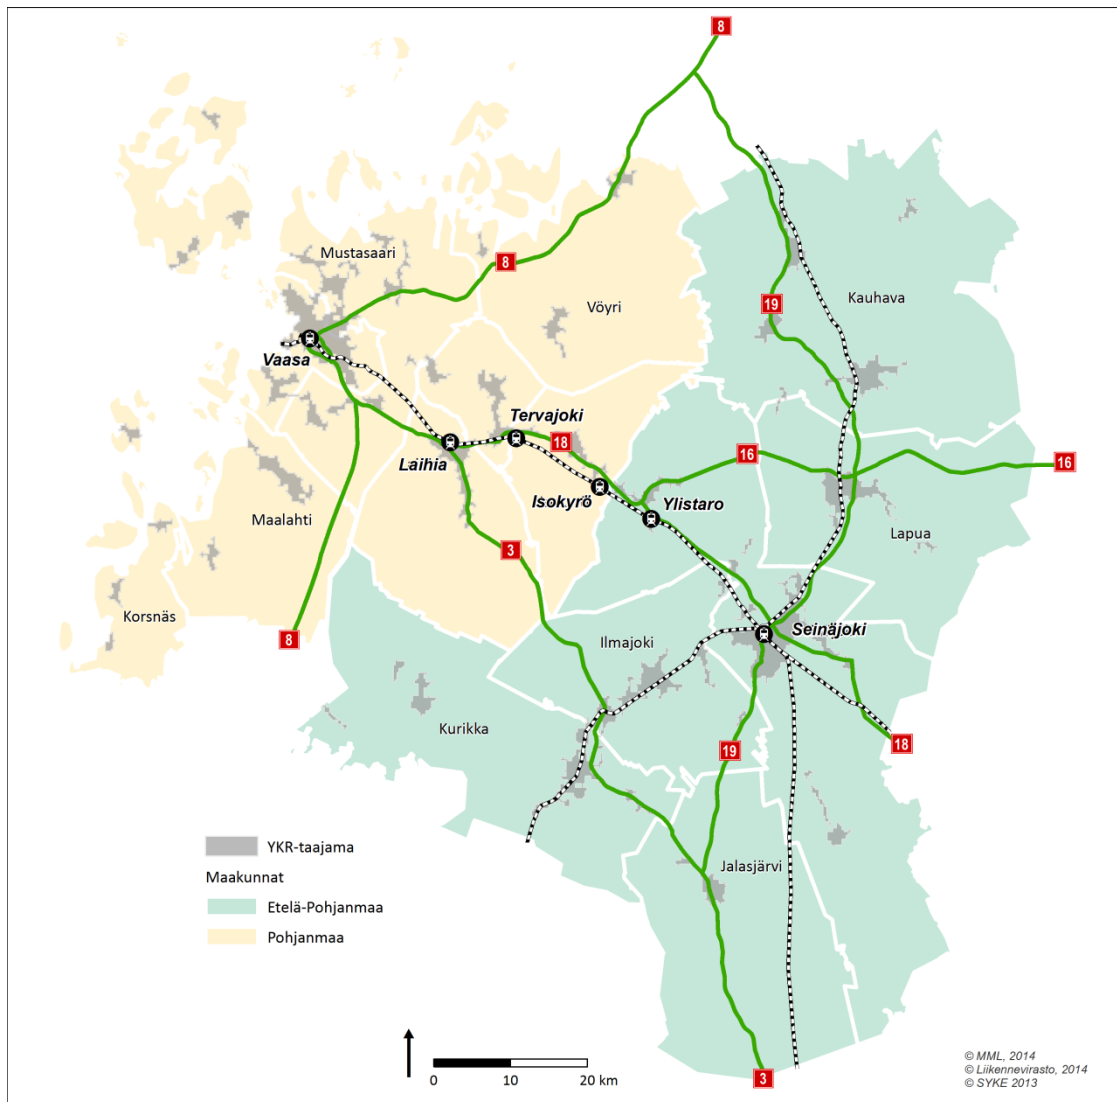 8
Mustasaari
8
Kauhava
19
Vöyri
Vaasa
Tervajoki
18
16
16
Laihia
Isokyrö
Ylistaro
Maalahti
Lapua
3
Korsnäs
8
Ilmajoki
Seinäjoki
Kurikka
19
18
YKR-taajama
Jalasjärvi
Maakunnat
Etelä-Pohjanmaa
Pohjanmaa
0 10 20 km
3
© MML, 2014
© Liikennevirasto, 2014
© SYKE 2013